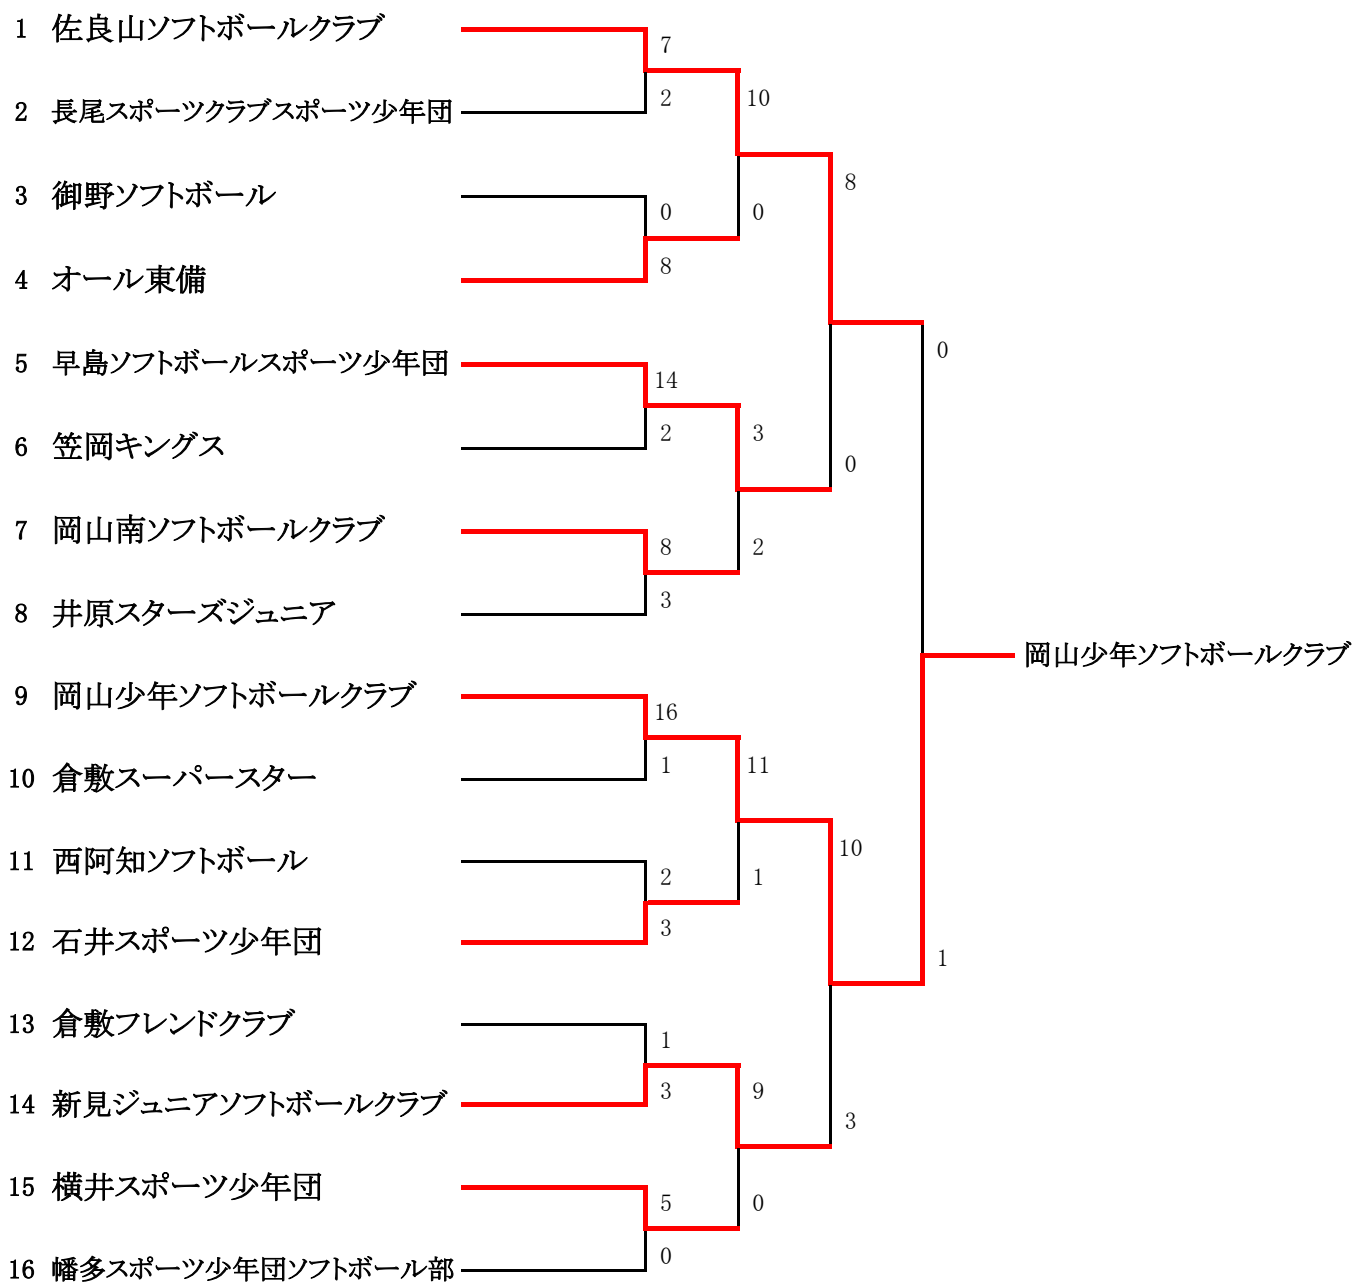 1 佐良山ソフトボールクラブ
7
2 長尾スポーツクラブスポーツ少年団
2
10
3 御野ソフトボール
0
8
0
4 オール東備
8
5 早島ソフトボールスポーツ少年団
14
0
6 笠岡キングス
2
3
0
7 岡山南ソフトボールクラブ
8
2
8 井原スターズジュニア
3
岡山少年ソフトボールクラブ
9 岡山少年ソフトボールクラブ
16
10 倉敷スーパースター
1
11
11 西阿知ソフトボール
2
1
10
12 石井スポーツ少年団
3
1
13 倉敷フレンドクラブ
1
14 新見ジュニアソフトボールクラブ
3
9
3
15 横井スポーツ少年団
5
0
16 幡多スポーツ少年団ソフトボール部
0